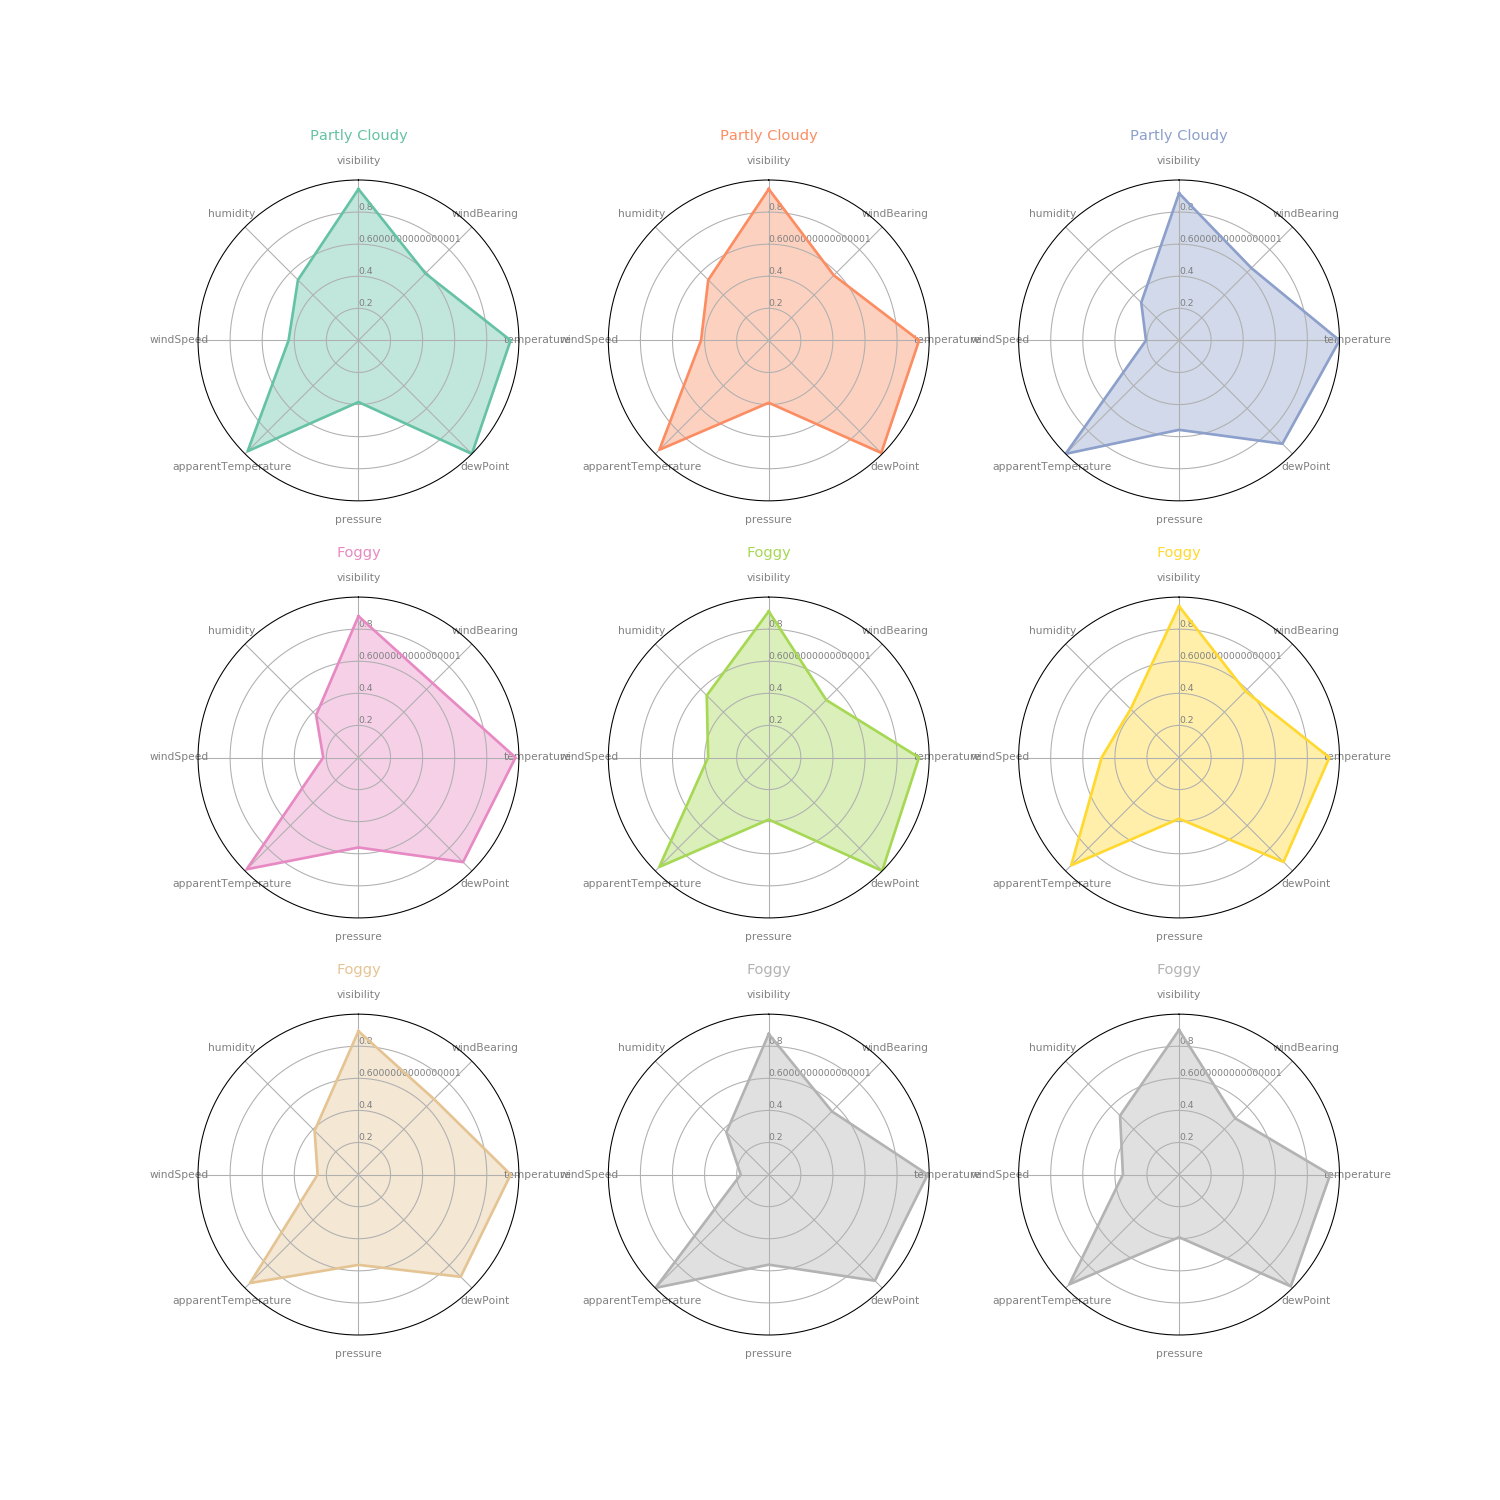 Partly Cloudy Partly Cloudy Partly Cloudy
visibility visibility visibility
humidity windBearing humidity windBearing humidity windBearing
0.8 0.8 0.8
0.6000000000000001 0.6000000000000001 0.6000000000000001
0.4 0.4 0.4
0.2 0.2 0.2
windSpeed temperature windSpeed temperature windSpeed temperature
apparentTemperature dewPoint apparentTemperature dewPoint apparentTemperature dewPoint
pressure pressure pressure
Foggy Foggy Foggy
visibility visibility visibility
humidity windBearing humidity windBearing humidity windBearing
0.8 0.8 0.8
0.6000000000000001 0.6000000000000001 0.6000000000000001
0.4 0.4 0.4
0.2 0.2 0.2
windSpeed temperature windSpeed temperature windSpeed temperature
apparentTemperature dewPoint apparentTemperature dewPoint apparentTemperature dewPoint
pressure pressure pressure
Foggy Foggy Foggy
visibility visibility visibility
humidity windBearing humidity windBearing humidity windBearing
0.8 0.8 0.8
0.6000000000000001 0.6000000000000001 0.6000000000000001
0.4 0.4 0.4
0.2 0.2 0.2
windSpeed temperature windSpeed temperature windSpeed temperature
apparentTemperature dewPoint apparentTemperature dewPoint apparentTemperature dewPoint
pressure pressure pressure